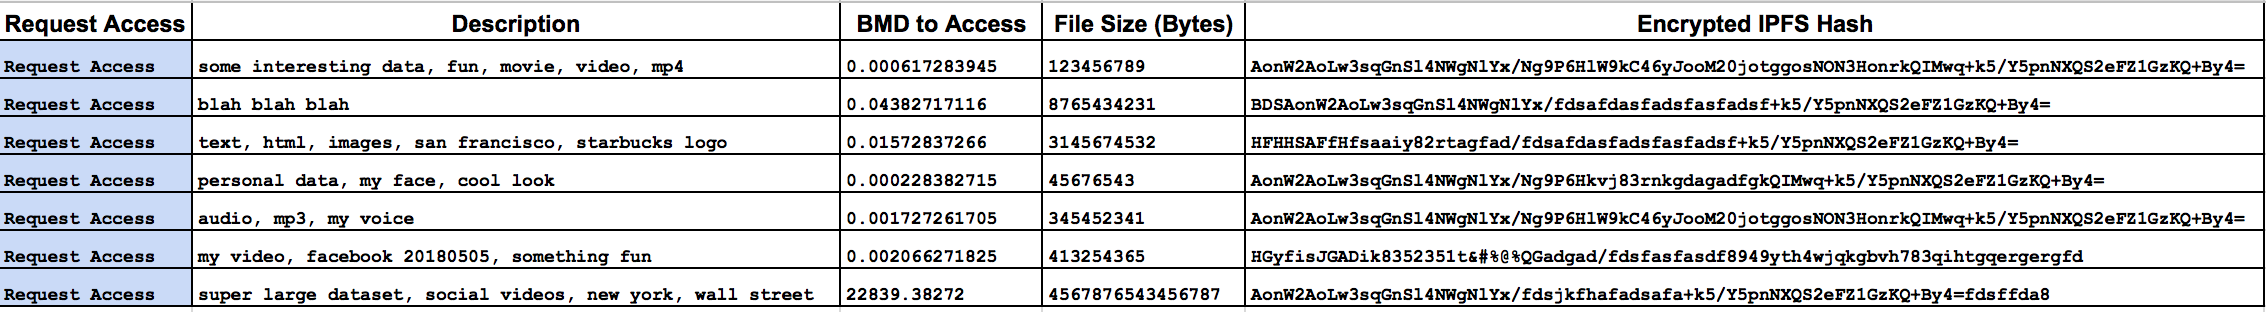 Request Access Description BMD to Access File Size (Bytes) Encrypted IPFS Hash
Request Access some interesting data, fun, movie, video, mp4 0.000617283945 123456789 AonW2AoLw3sqGnSl4NWgNlYx/Ng9P6HlW9kC46yJooM20jotggosNON3HonrkQIMwq+k5/Y5pnNXQS2eFZ1GzKQ+By4=
Request Access blah blah blah 0.04382717116 8765434231 BDSAonW2AoLw3sqGnSl4NWgNlYx/fdsafdasfadsfasfadsf+k5/Y5pnNXQS2eFZ1GzKQ+By4=
Request Access text, html, images, san francisco, starbucks logo 0.01572837266 3145674532 HFHHSAFfHfsaaiy82rtagfad/fdsafdasfadsfasfadsf+k5/Y5pnNXQS2eFZ1GzKQ+By4=
Request Access personal data, my face, cool look 0.000228382715 45676543 AonW2AoLw3sqGnSl4NWgNlYx/Ng9P6Hkvj83rnkgdagadfgkQIMwq+k5/Y5pnNXQS2eFZ1GzKQ+By4=
Request Access audio, mp3, my voice 0.001727261705 345452341 AonW2AoLw3sqGnSl4NWgNlYx/Ng9P6HlW9kC46yJooM20jotggosNON3HonrkQIMwq+k5/Y5pnNXQS2eFZ1GzKQ+By4=
Request Access my video, facebook 20180505, something fun 0.002066271825 413254365 HGyfisJGADik8352351t&#%@%QGadgad/fdsfasfasdf8949yth4wjqkgbvh783qihtgqergergfd
Request Access super large dataset, social videos, new york, wall street 22839.38272 4567876543456787 AonW2AoLw3sqGnSl4NWgNlYx/fdsjkfhafadsafa+k5/Y5pnNXQS2eFZ1GzKQ+By4=fdsffda8